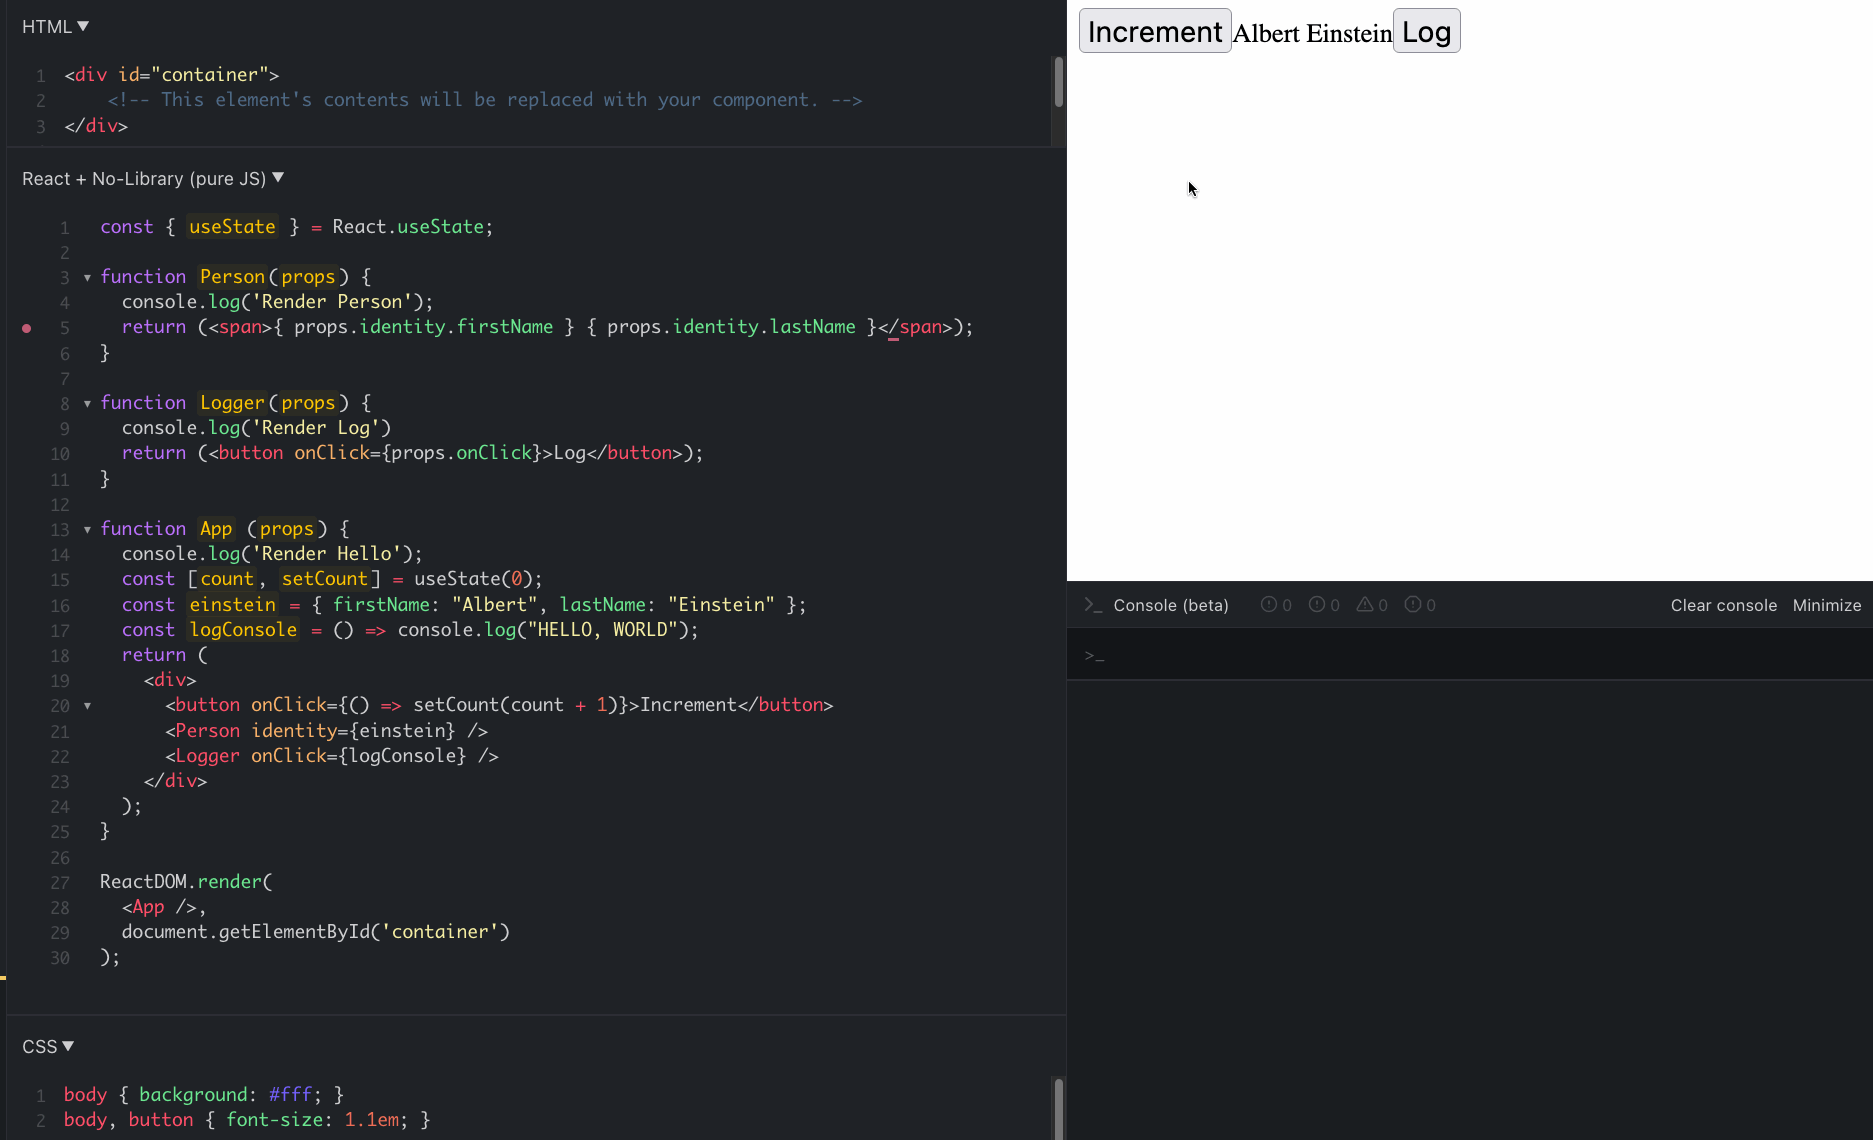 HTML ▼
1 <div id="container">
2     <!-- This element's contents will be replaced with your component. -->
3 </div>
React + No-Library (pure JS) ▼
1 const { useState } = React.useState;
2
3 ▾ function Person(props) {
4   console.log('Render Person');
5   return (<span>{ props.identity.firstName } { props.identity.lastName }</span>);
6 }
7
8 ▾ function Logger(props) {
9   console.log('Render Log')
10   return (<button onClick={props.onClick}>Log</button>);
11 }
12
13 ▾ function App (props) {
14   console.log('Render Hello');
15   const [count, setCount] = useState(0);
16   const einstein = { firstName: "Albert", lastName: "Einstein" };
17   const logConsole = () => console.log("HELLO, WORLD");
18   return (
19     <div>
20 ▾       <button onClick={() => setCount(count + 1)}>Increment</button>
21       <Person identity={einstein} />
22       <Logger onClick={logConsole} />
23     </div>
24   );
25 }
26
27 ReactDOM.render(
28   <App />,
29   document.getElementById('container')
30 );
CSS ▼
1 body { background: #fff; }
2 body, button { font-size: 1.1em; }
Increment Albert Einstein Log
>_ Console (beta) 0 0 0 0 Clear console Minimize
>_